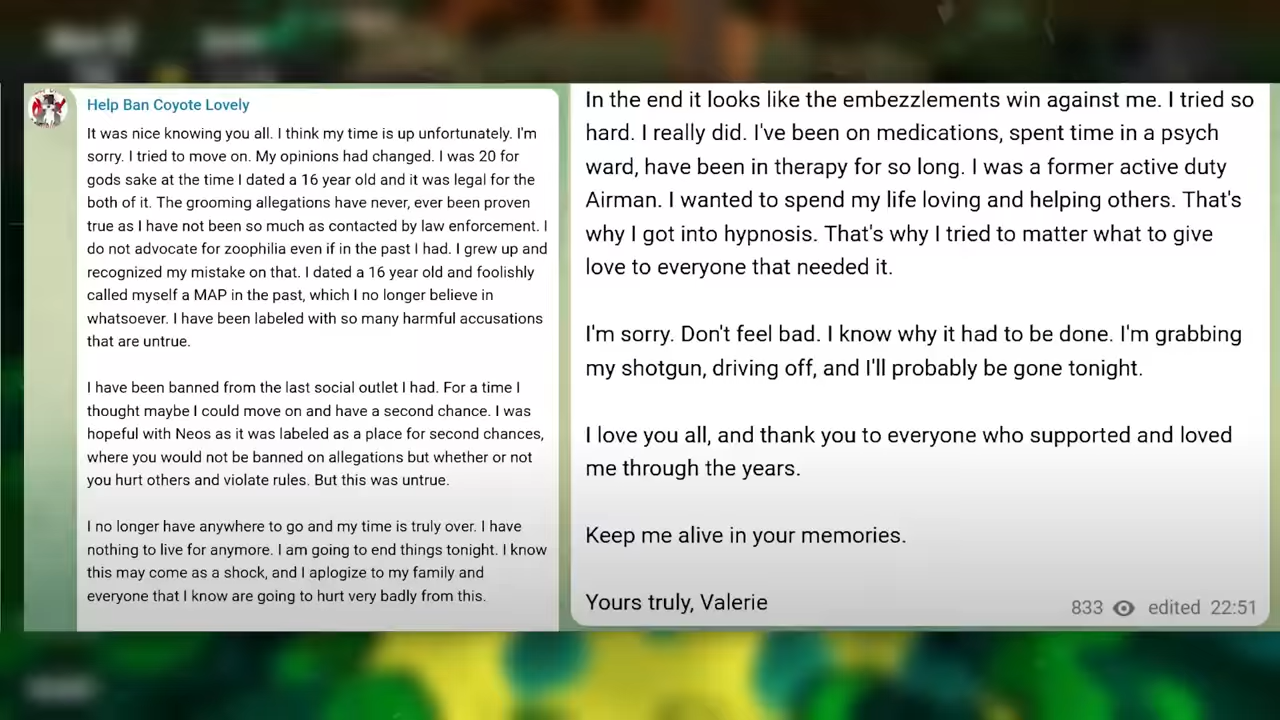 Help Ban Coyote Lovely
It was nice knowing you all. I think my time is up unfortunately. I'm
sorry. I tried to move on. My opinions had changed. I was 20 for
gods sake at the time I dated a 16 year old and it was legal for the
both of it. The grooming allegations have never, ever been proven
true as I have not been so much as contacted by law enforcement. I
do not advocate for zoophilia even if in the past I had. I grew up and
recognized my mistake on that. I dated a 16 year old and foolishly
called myself a MAP in the past, which I no longer believe in
whatsoever. I have been labeled with so many harmful accusations
that are untrue.
I have been banned from the last social outlet I had. For a time I
thought maybe I could move on and have a second chance. I was
hopeful with Neos as it was labeled as a place for second chances,
where you would not be banned on allegations but whether or not
you hurt others and violate rules. But this was untrue.
I no longer have anywhere to go and my time is truly over. I have
nothing to live for anymore. I am going to end things tonight. I know
this may come as a shock, and I aplogize to my family and
everyone that I know are going to hurt very badly from this.
In the end it looks like the embezzlements win against me. I tried so
hard. I really did. I've been on medications, spent time in a psych
ward, have been in therapy for so long. I was a former active duty
Airman. I wanted to spend my life loving and helping others. That's
why I got into hypnosis. That's why I tried to matter what to give
love to everyone that needed it.
I'm sorry. Don't feel bad. I know why it had to be done. I'm grabbing
my shotgun, driving off, and I'll probably be gone tonight.
I love you all, and thank you to everyone who supported and loved
me through the years.
Keep me alive in your memories.
Yours truly, Valerie
833 edited 22:51